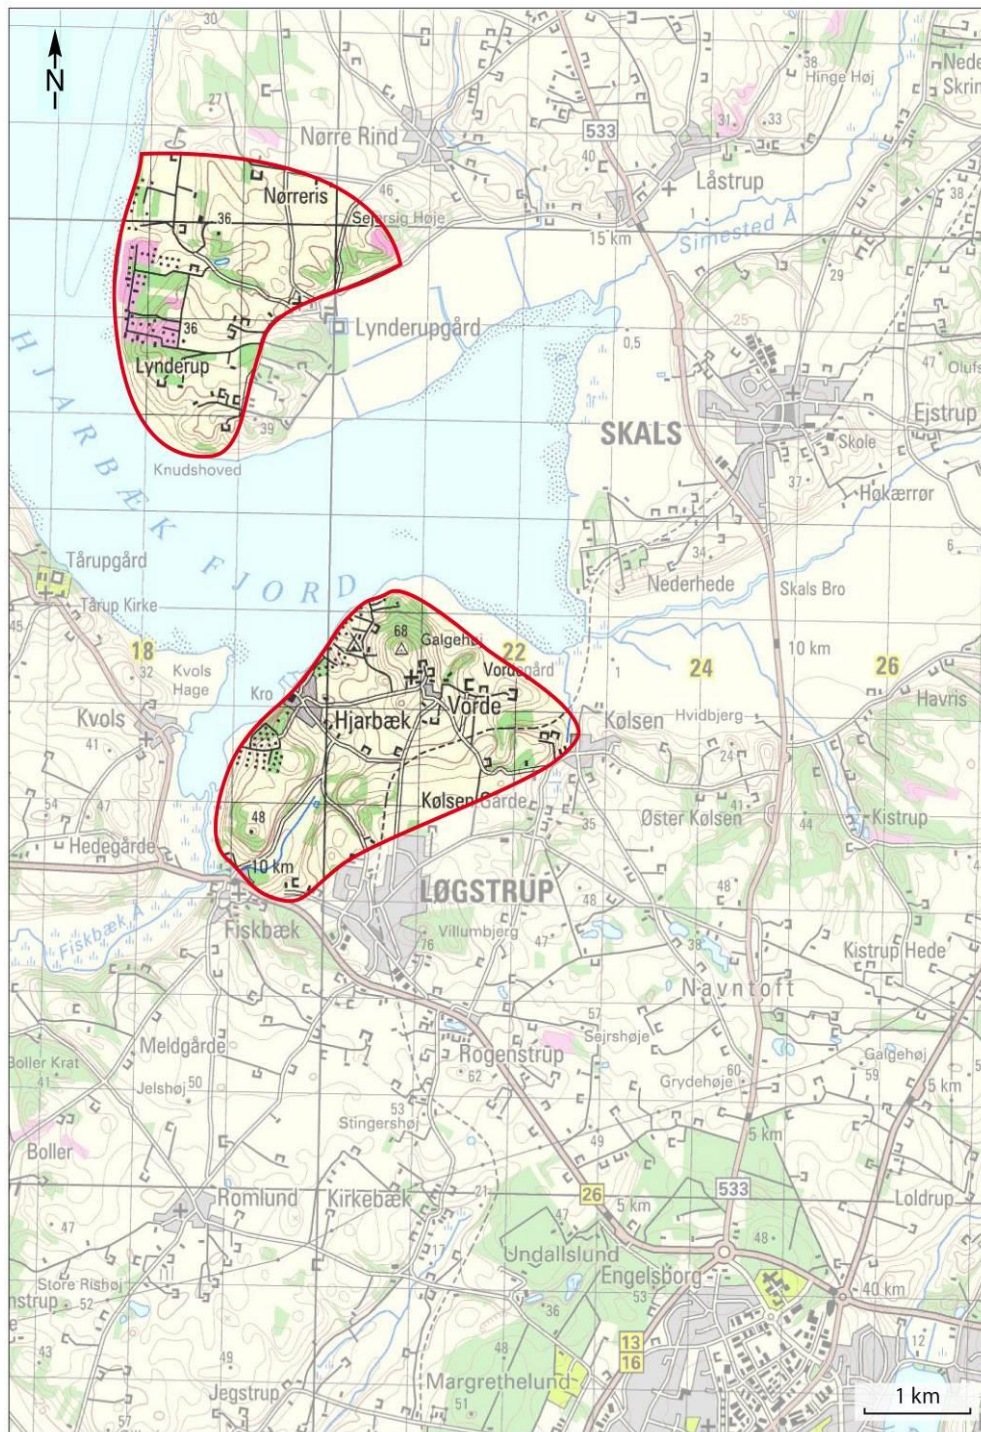 N
30
38
Hinge Høj
Nede
Skrin
27
Nørre Rind
533
31
33
40
Låstrup
Nørreris
46
38
36
Sejersig Høje
1
15 km
Simested Å
29
Lynderupgård
-25-
36
0,5
47
Olufs
Lynderup
7
HJARBÆK FJORD
SKALS
Ejstrup
39
Skole
Knudshoved
37
Høkærrør
6
Tårupgård
34
Nederhede
Skals Bro
Tårup Kirke
45
18
68
Galgehøj
22
10 km
32
Kvols
Hage
Vordegård
1
24
26
Kro
Havris
Kvols
Hjarbæk
Vorde
Kølsen
Hvidbjerg
41
24
54
47
Kølsen Garde
41
Hedegårde
48
35
Øster Kølsen
44
Kistrup
10 km
48
LØGSTRUP
48
Fiskbæk
Fiskbæk Å
76
Villumbjerg
47
38
Kistrup Hede
Navntoft
57
Sejrshøje
Meldgårde
Rogenstrup
Galgehøj
Boller Krat
59
41
Jelshøj
50
62
Grydehøje
60
5 km
53
Stingershøj
5 km
49
Boller
Romlund
Kirkebæk
21
26
5 km
533
Loldrup
47
47
48
17
Undallslund
Engelsborg
Store Rishøj
40 km
nstrup
52
36
53
12
13
16
43
49
48
Jegstrup
Margrethelund
51
57
1 km